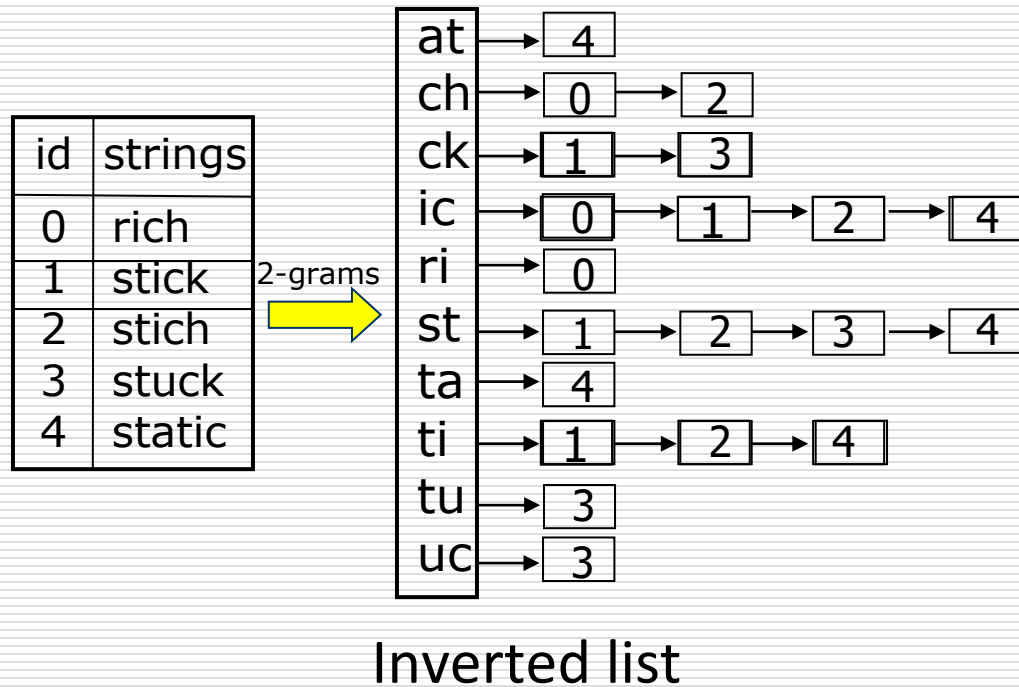 id strings
0 rich
1 stick
2 stich
3 stuck
4 static
2-grams
at 4
ch 0 2
ck 1 3
ic 0 1 2 4
ri 0
st 1 2 3 4
ta 4
ti 1 2 4
tu 3
uc 3
Inverted list